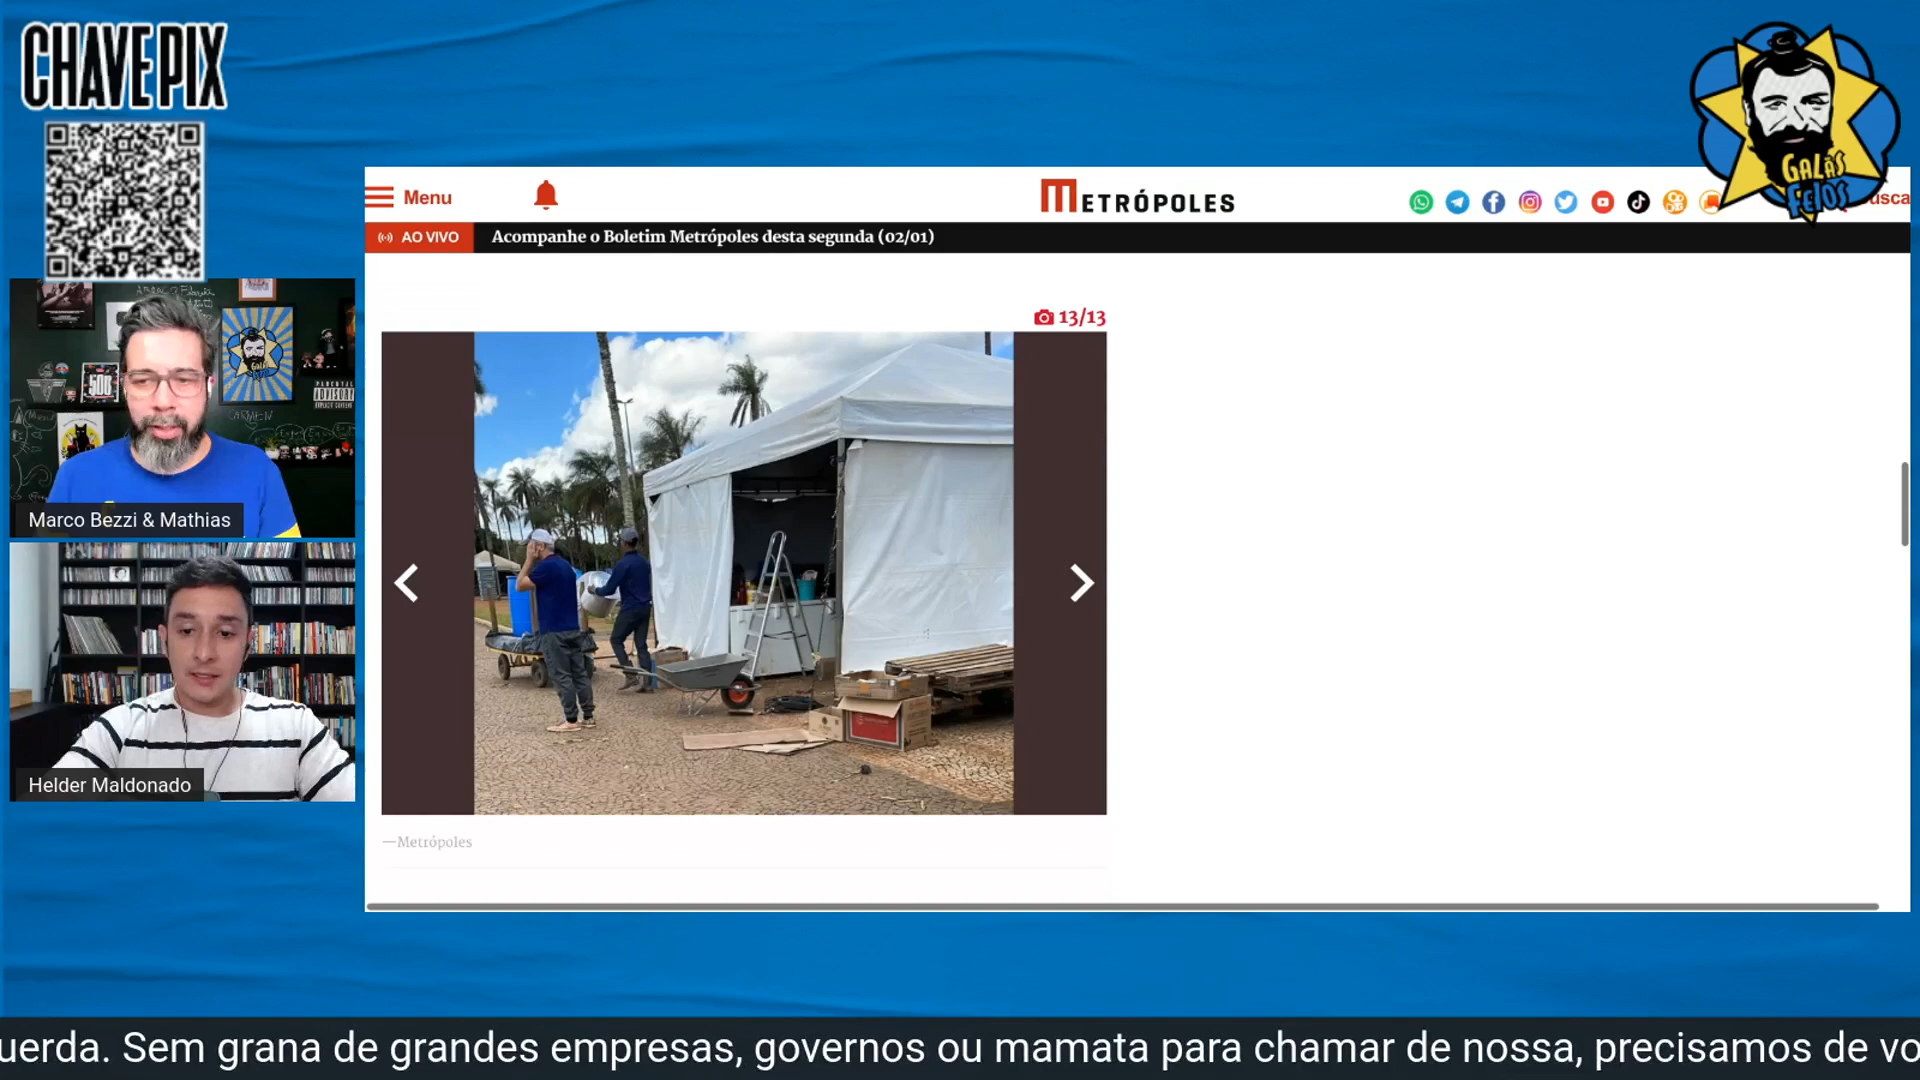 CHAVE PIX
GALÃS
FEIOS
Menu
METRÓPOLES
usca
AO VIVO
Acompanhe o Boletim Metrópoles desta segunda (02/01)
13/13
—Metrópoles
Marco Bezzi & Mathias
PARENTAL
ADVISORY
Helder Maldonado
uerda. Sem grana de grandes empresas, governos ou mamata para chamar de nossa, precisamos de vo